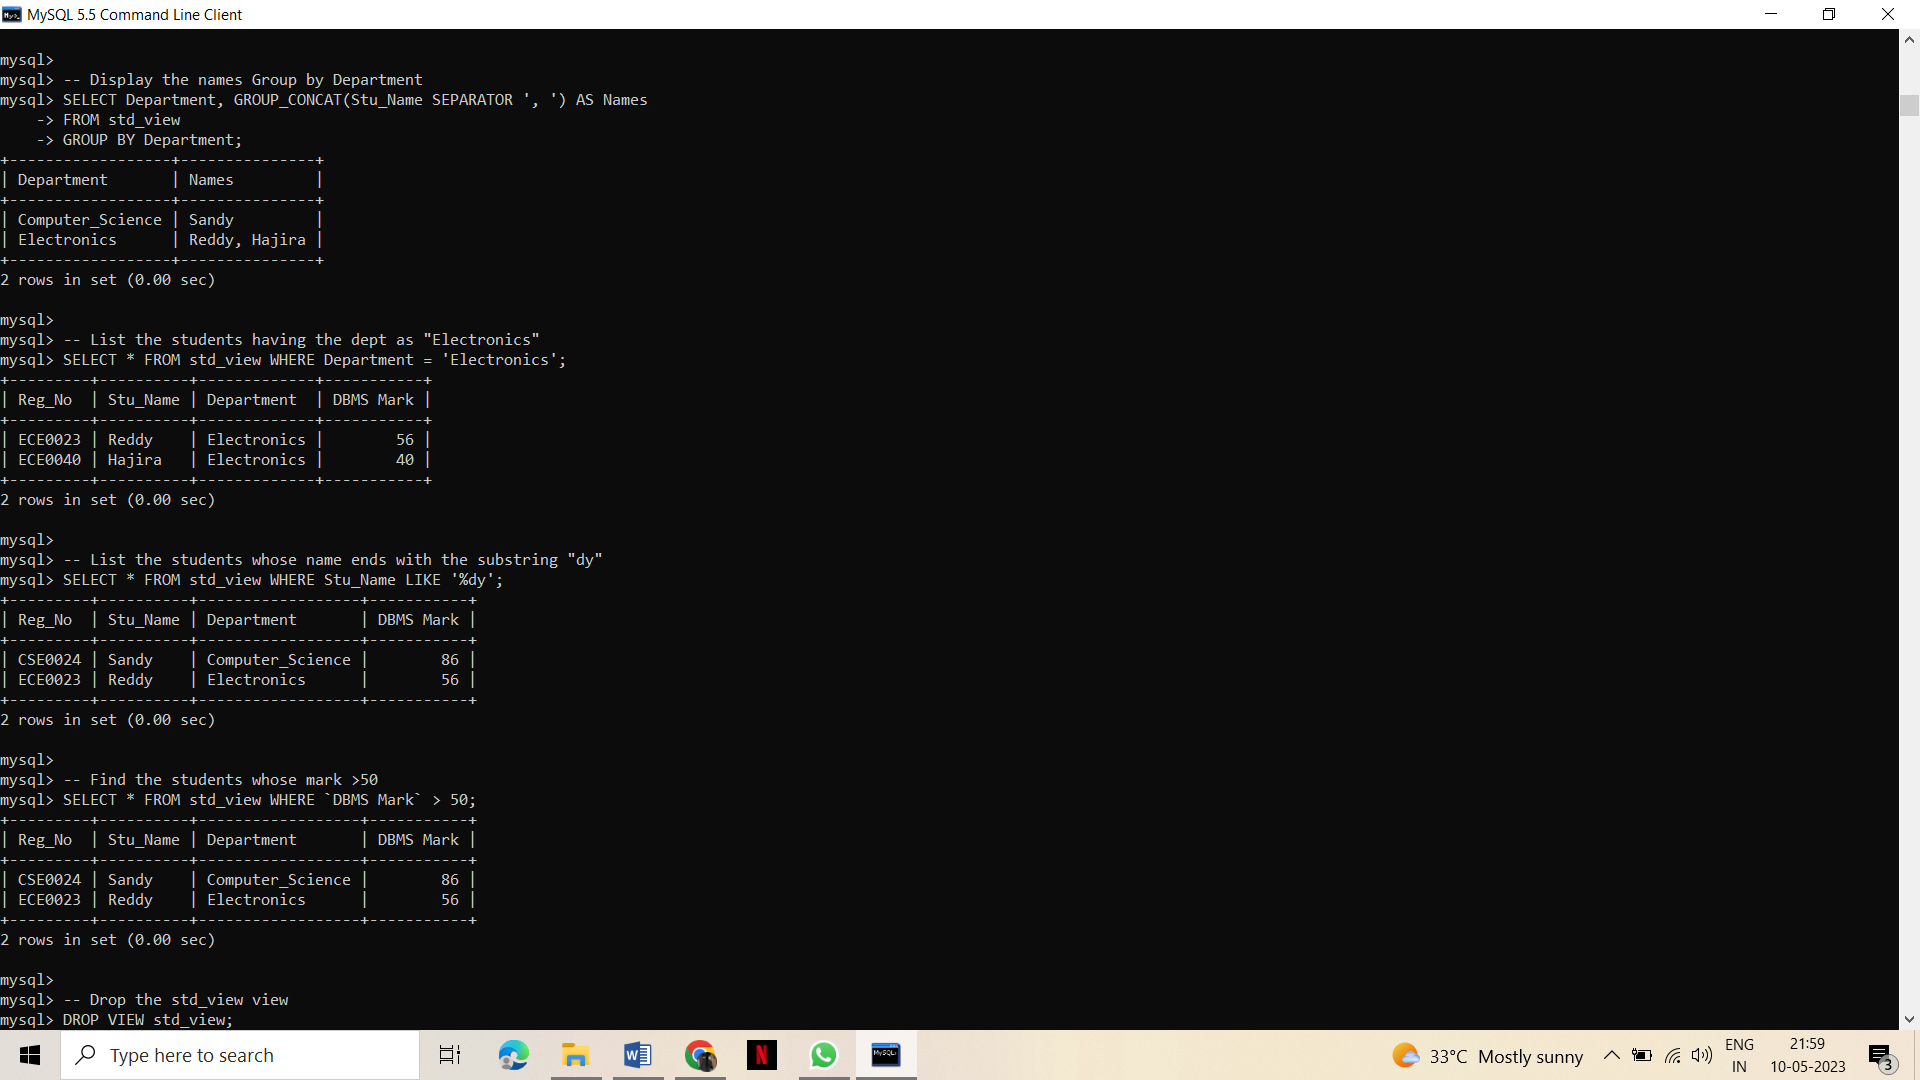 MySQL 5.5 Command Line Client
mysql>
mysql> -- Display the names Group by Department
mysql> SELECT Department, GROUP_CONCAT(Stu_Name SEPARATOR ', ') AS Names
    -> FROM std_view
    -> GROUP BY Department;
+------------------+---------------+
| Department       | Names         |
+------------------+---------------+
| Computer_Science | Sandy         |
| Electronics      | Reddy, Hajira |
+------------------+---------------+
2 rows in set (0.00 sec)
mysql>
mysql> -- List the students having the dept as "Electronics"
mysql> SELECT * FROM std_view WHERE Department = 'Electronics';
+---------+----------+-------------+-----------+
| Reg_No  | Stu_Name | Department  | DBMS Mark |
+---------+----------+-------------+-----------+
| ECE0023 | Reddy    | Electronics |        56 |
| ECE0040 | Hajira   | Electronics |        40 |
+---------+----------+-------------+-----------+
2 rows in set (0.00 sec)
mysql>
mysql> -- List the students whose name ends with the substring "dy"
mysql> SELECT * FROM std_view WHERE Stu_Name LIKE '%dy';
+---------+----------+------------------+-----------+
| Reg_No  | Stu_Name | Department       | DBMS Mark |
+---------+----------+------------------+-----------+
| CSE0024 | Sandy    | Computer_Science |        86 |
| ECE0023 | Reddy    | Electronics      |        56 |
+---------+----------+------------------+-----------+
2 rows in set (0.00 sec)
mysql>
mysql> -- Find the students whose mark >50
mysql> SELECT * FROM std_view WHERE `DBMS Mark` > 50;
+---------+----------+------------------+-----------+
| Reg_No  | Stu_Name | Department       | DBMS Mark |
+---------+----------+------------------+-----------+
| CSE0024 | Sandy    | Computer_Science |        86 |
| ECE0023 | Reddy    | Electronics      |        56 |
+---------+----------+------------------+-----------+
2 rows in set (0.00 sec)
mysql>
mysql> -- Drop the std_view view
mysql> DROP VIEW std_view;
Type here to search
33°C Mostly sunny
ENG
IN
21:59
10-05-2023
3